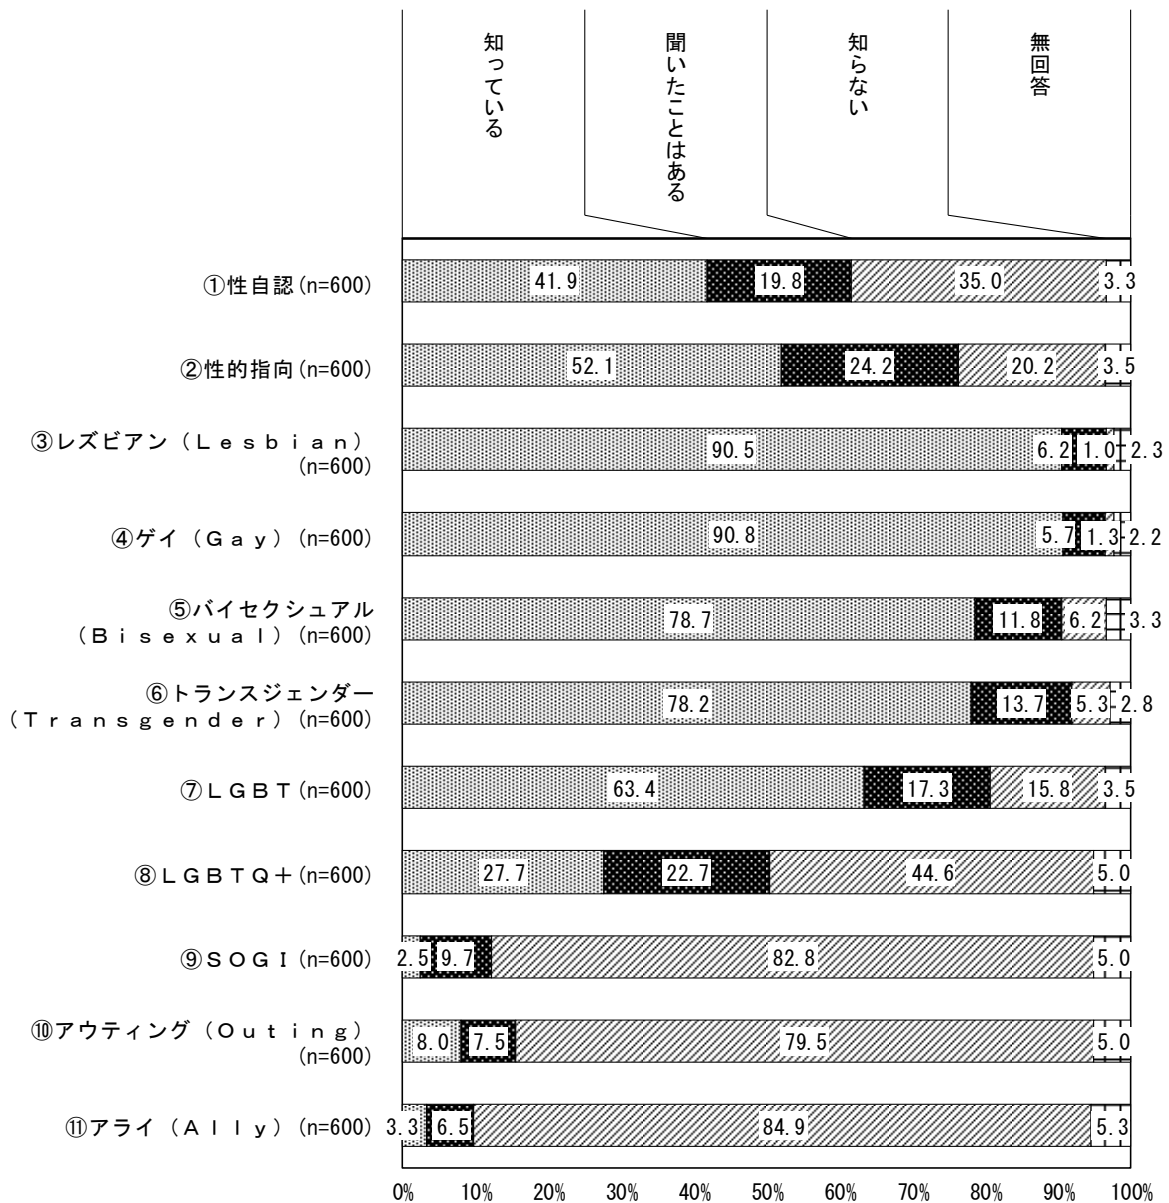 知っている
聞いたことはある
知らない
無回答
①性自認(n=600)
41.9 19.8 35.0 3.3
②性的指向(n=600)
52.1 24.2 20.2 3.5
③レズビアン（Ｌｅｓｂｉａｎ）
(n=600)
90.5 6.2 1.0 2.3
④ゲイ（Ｇａｙ）(n=600)
90.8 5.7 1.3 2.2
⑤バイセクシュアル
（Ｂｉｓｅｘｕａｌ）(n=600)
78.7 11.8 6.2 3.3
⑥トランスジェンダー
（Ｔｒａｎｓｇｅｎｄｅｒ）(n=600)
78.2 13.7 5.3 2.8
⑦ＬＧＢＴ(n=600)
63.4 17.3 15.8 3.5
⑧ＬＧＢＴＱ＋(n=600)
27.7 22.7 44.6 5.0
⑨ＳＯＧＩ(n=600)
2.5 9.7 82.8 5.0
⑩アウティング（Ｏｕｔｉｎｇ）
(n=600)
8.0 7.5 79.5 5.0
⑪アライ（Ａｌｌｙ）(n=600)
3.3 6.5 84.9 5.3
0% 10% 20% 30% 40% 50% 60% 70% 80% 90% 100%